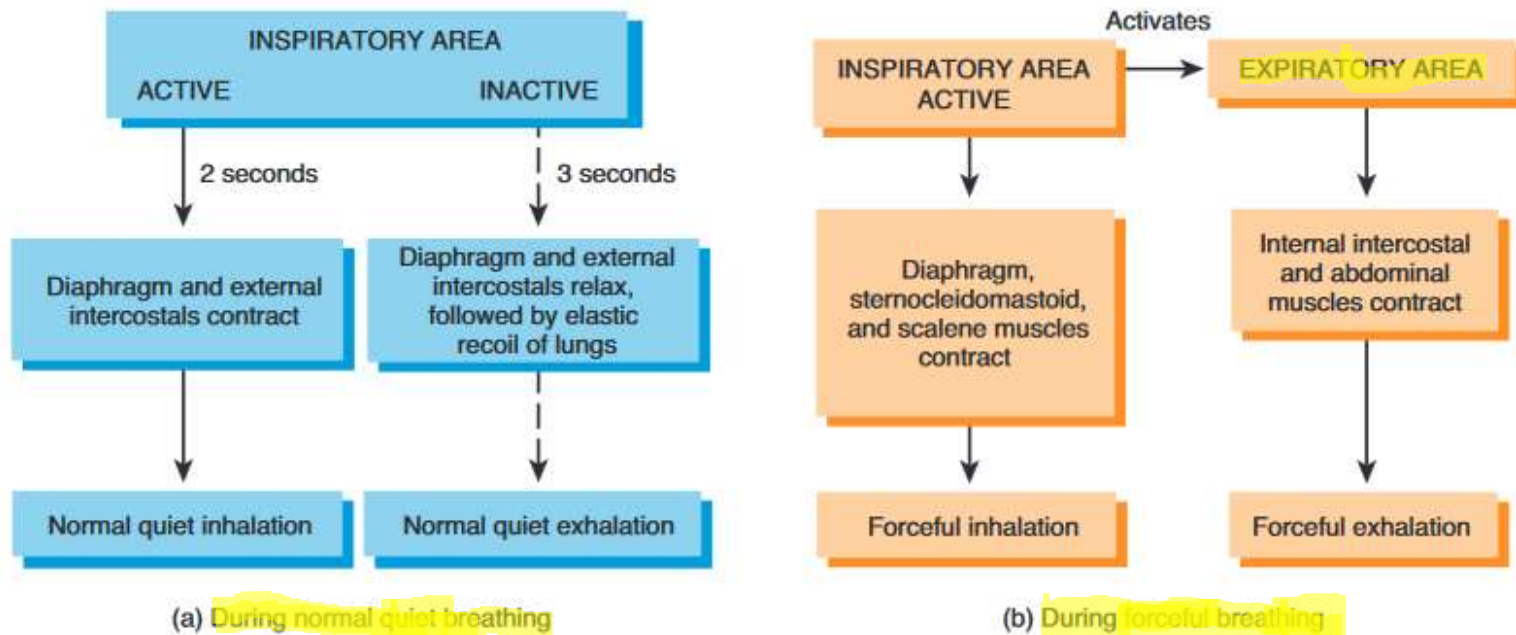 INSPIRATORY AREA
ACTIVE
INACTIVE
2 seconds
3 seconds
Diaphragm and external
intercostals contract
Diaphragm and external
intercostals relax,
followed by elastic
recoil of lungs
Normal quiet inhalation
Normal quiet exhalation
(a) During normal quiet breathing
Activates
INSPIRATORY AREA
ACTIVE
EXPIRATORY AREA
Diaphragm,
sternocleidomastoid,
and scalene muscles
contract
Internal intercostal
and abdominal
muscles contract
Forceful inhalation
Forceful exhalation
(b) During forceful breathing